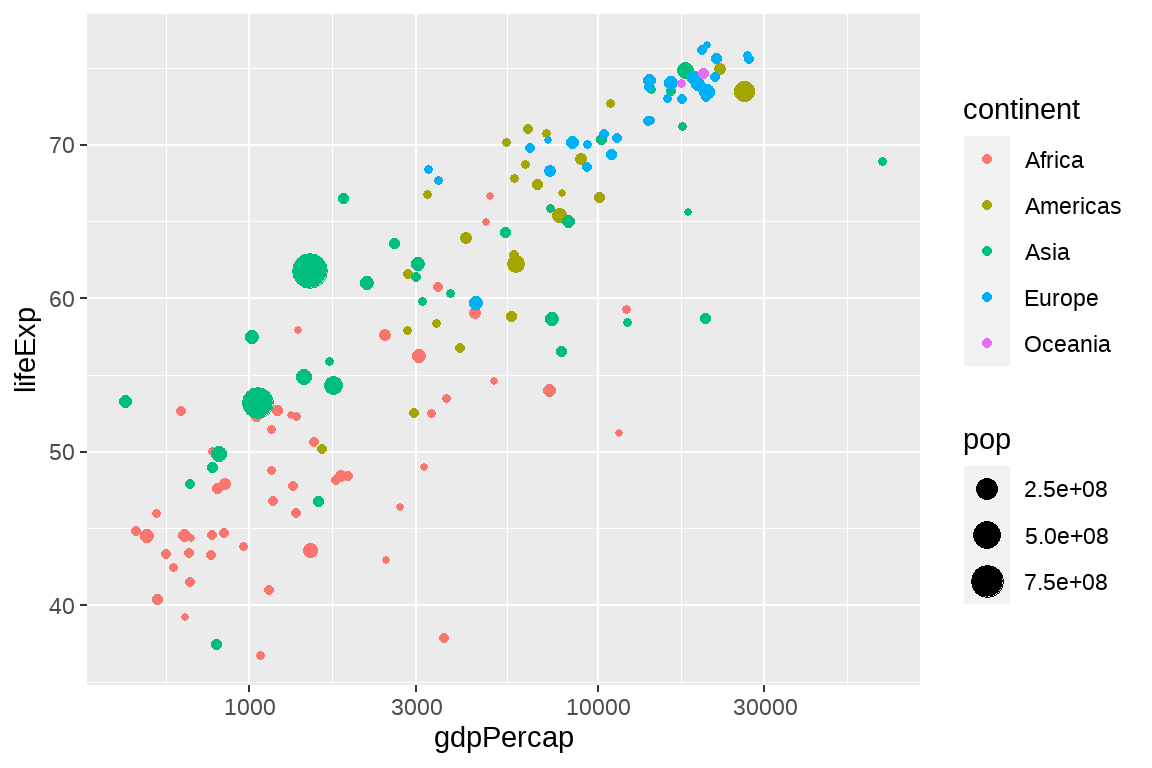 lifeExp
70
60
50
40
1000
3000
10000
30000
gdpPercap
continent
Africa
Americas
Asia
Europe
Oceania
pop
2.5e+08
5.0e+08
7.5e+08